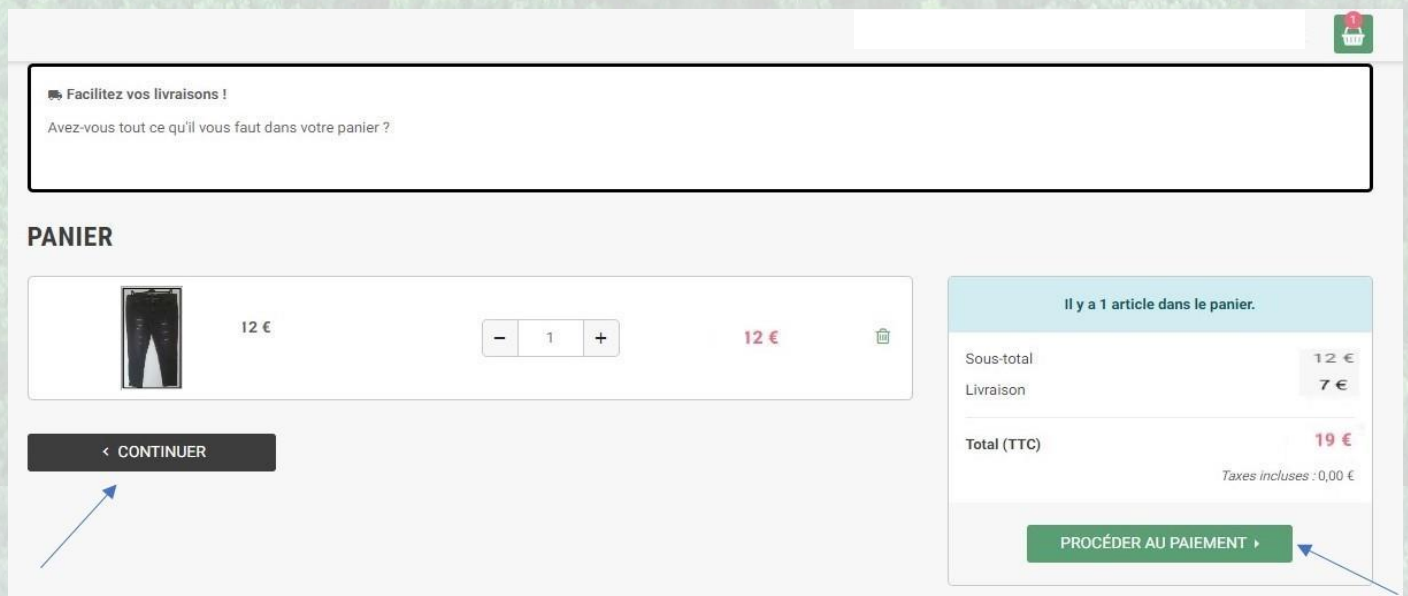 1
Facilitez vos livraisons !
Avez-vous tout ce qu'il vous faut dans votre panier ?
PANIER
12 €
− 1 +
12 €
‹ CONTINUER
Il y a 1 article dans le panier.
Sous-total 12 €
Livraison 7 €
Total (TTC) 19 €
Taxes incluses : 0,00 €
PROCÉDER AU PAIEMENT